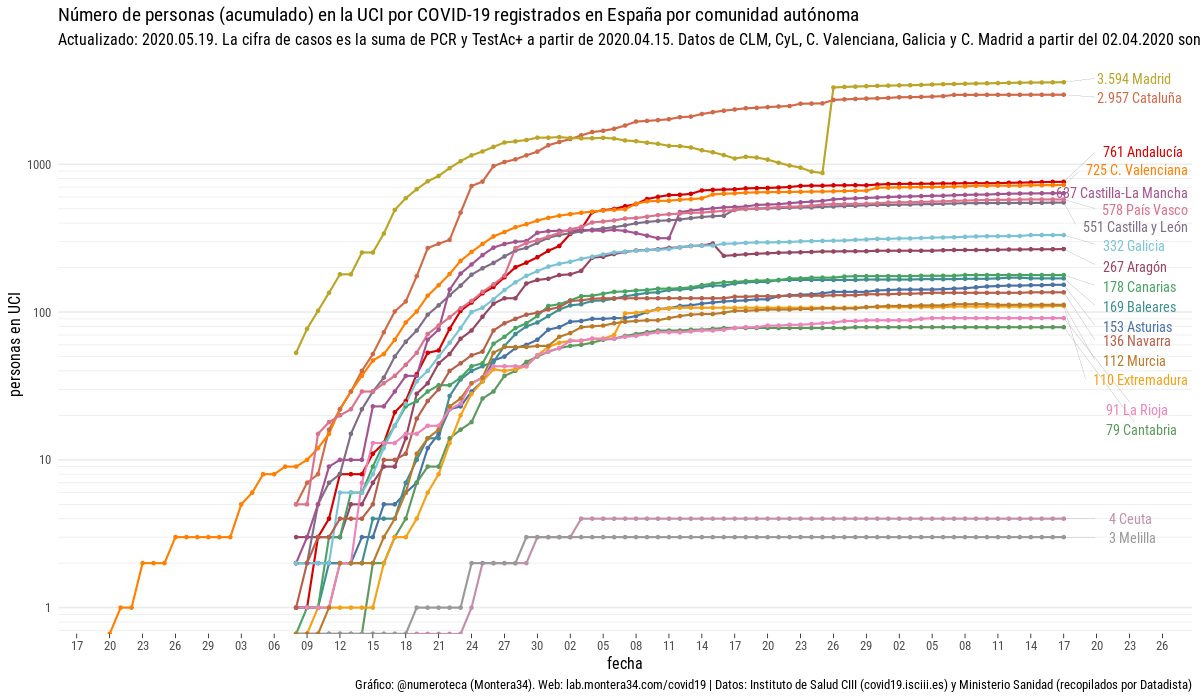 Número de personas (acumulado) en la UCI por COVID-19 registrados en España por comunidad autónoma
Actualizado: 2020.05.19. La cifra de casos es la suma de PCR y TestAc+ a partir de 2020.04.15. Datos de CLM, CyL, C. Valenciana, Galicia y C. Madrid a partir del 02.04.2020 son
3.594 Madrid
2.957 Cataluña
761 Andalucía
725 C. Valenciana
637 Castilla-La Mancha
578 País Vasco
551 Castilla y León
332 Galicia
267 Aragón
178 Canarias
169 Baleares
153 Asturias
136 Navarra
112 Murcia
110 Extremadura
91 La Rioja
79 Cantabria
4 Ceuta
3 Melilla
personas en UCI
1000
100
10
1
17 20 23 26 29 03 06 09 12 15 18 21 24 27 30 02 05 08 11 14 17 20 23 26 29 02 05 08 11 14 17 20 23 26
fecha
Gráfico: @numeroteca (Montera34). Web: lab.montera34.com/covid19 | Datos: Instituto de Salud CIII (covid19.isciii.es) y Ministerio Sanidad (recopilados por Datadista)